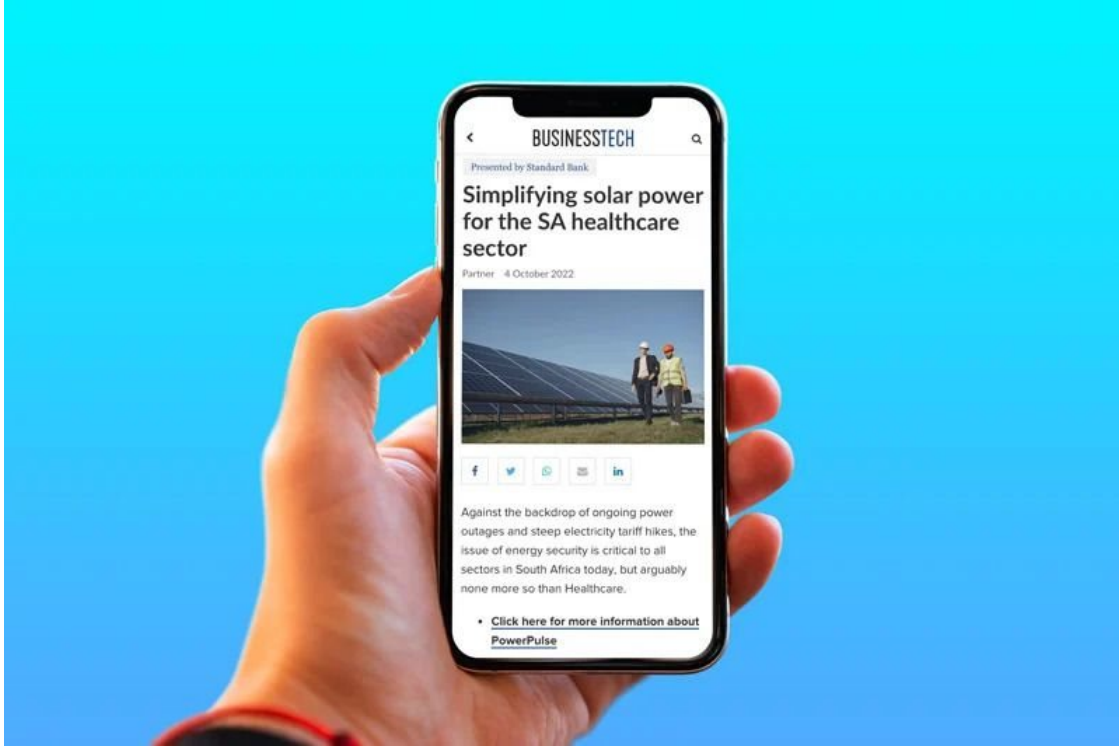 BUSINESSTECH
Presented by Standard Bank
Simplifying solar power
for the SA healthcare
sector
Partner 4 October 2022
Against the backdrop of ongoing power
outages and steep electricity tariff hikes, the
issue of energy security is critical to all
sectors in South Africa today, but arguably
none more so than Healthcare.
• Click here for more information about
PowerPulse